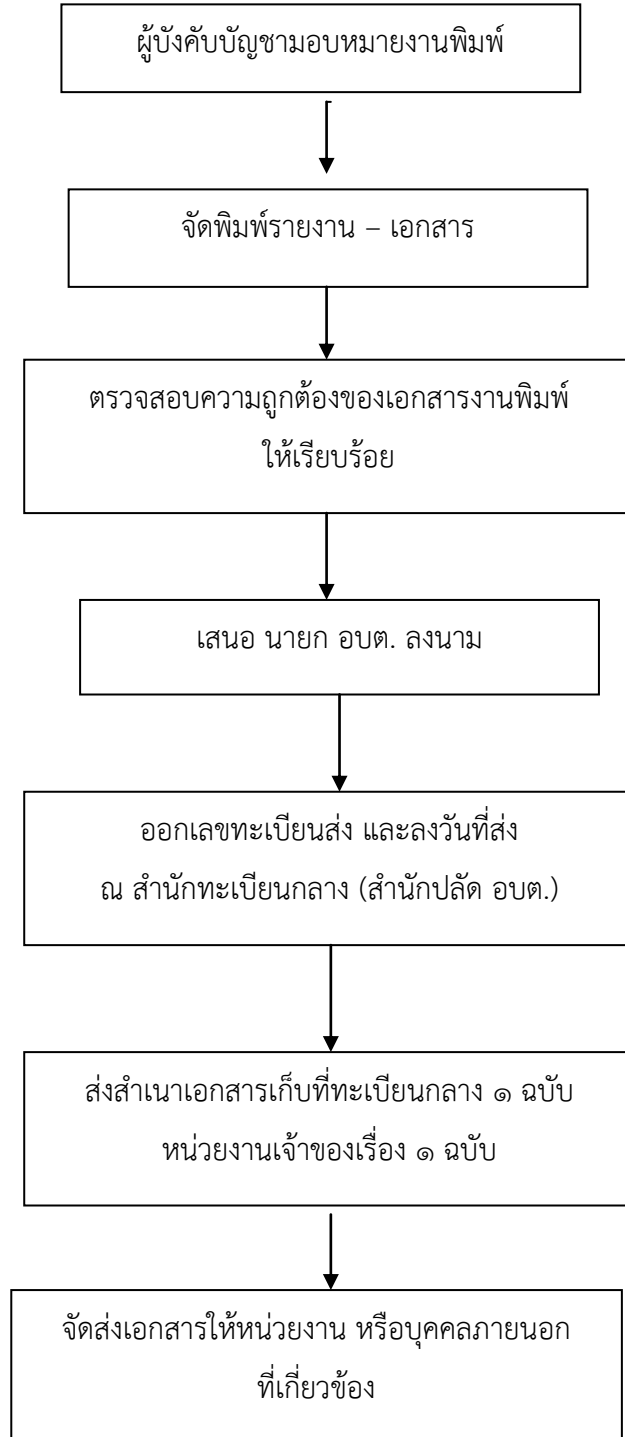 ผู้บังคับบัญชามอบหมายงานพิมพ์
จัดพิมพ์รายงาน – เอกสาร
ตรวจสอบความถูกต้องของเอกสารงานพิมพ์
ให้เรียบร้อย
เสนอ นายก อบต. ลงนาม
ออกเลขทะเบียนส่ง และลงวันที่ส่ง
ณ สำนักทะเบียนกลาง (สำนักปลัด อบต.)
ส่งสำเนาเอกสารเก็บที่ทะเบียนกลาง ๑ ฉบับ
หน่วยงานเจ้าของเรื่อง ๑ ฉบับ
จัดส่งเอกสารให้หน่วยงาน หรือบุคคลภายนอก
ที่เกี่ยวข้อง